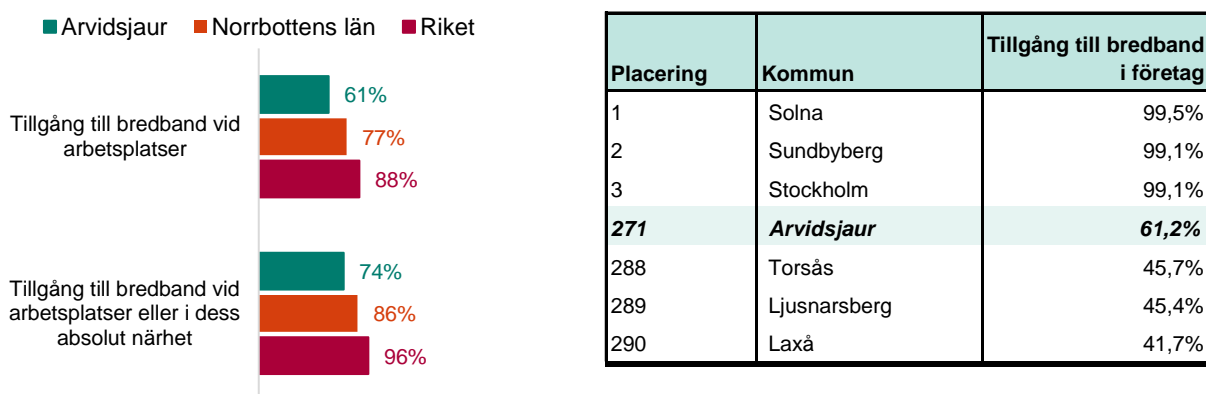 Arvidsjaur Norrbottens län Riket
Tillgång till bredband vid
arbetsplatser
61%
77%
88%
Tillgång till bredband vid
arbetsplatser eller i dess
absolut närhet
74%
86%
96%
Placering Kommun Tillgång till bredband i företag
1 Solna 99,5%
2 Sundbyberg 99,1%
3 Stockholm 99,1%
271 Arvidsjaur 61,2%
288 Torsås 45,7%
289 Ljusnarsberg 45,4%
290 Laxå 41,7%